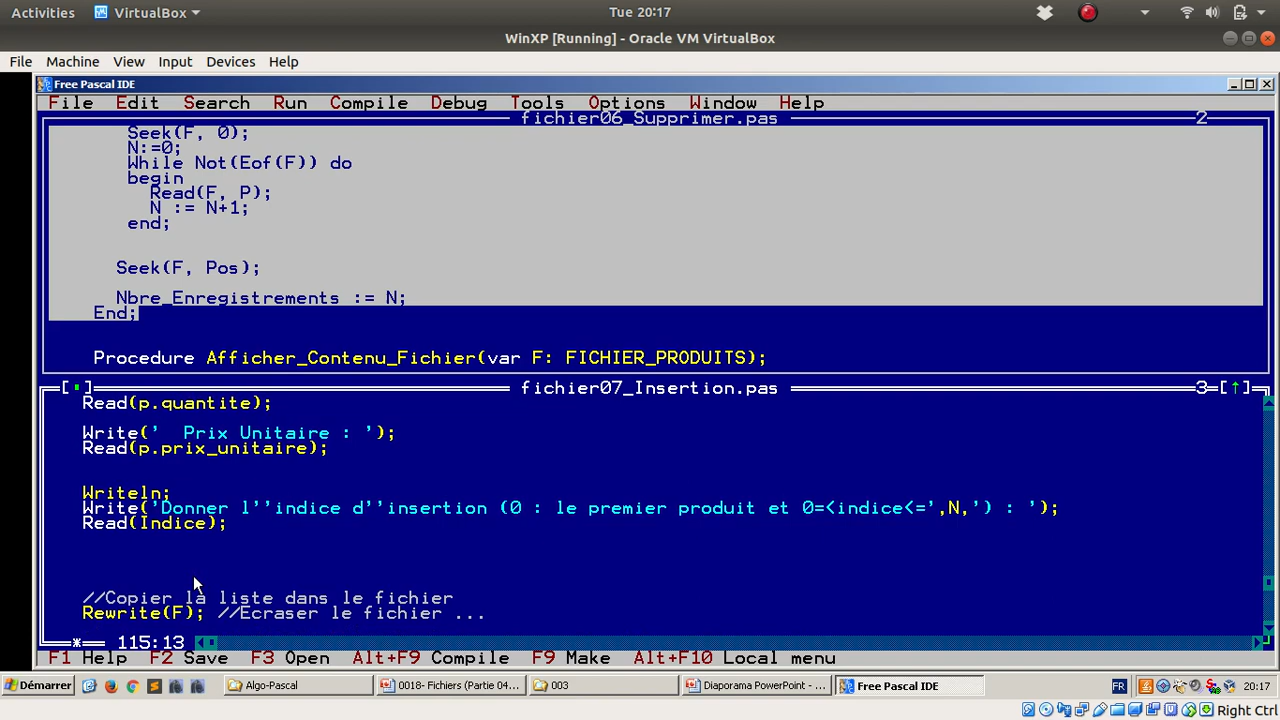 Activities VirtualBox Tue 20:17
WinXP [Running] - Oracle VM VirtualBox
File Machine View Input Devices Help
Free Pascal IDE
File Edit Search Run Compile Debug Tools Options Window Help
fichier06_Supprimer.pas 2
Seek(F, 0);
N:=0;
While Not(Eof(F)) do
begin
Read(F, P);
N := N+1;
end;
Seek(F, Pos);
Nbre_Enregistrements := N;
End;
Procedure Afficher_Contenu_Fichier(var F: FICHIER_PRODUITS);
fichier07_Insertion.pas 3=[↑]
Read(p.quantite);
Write('  Prix Unitaire : ');
Read(p.prix_unitaire);
Writeln;
Write('Donner l''indice d''insertion (0 : le premier produit et 0=<indice<=',N,') : ');
Read(Indice);
//Copier la liste dans le fichier
Rewrite(F); //Ecraser le fichier ...
115:13
F1 Help F2 Save F3 Open Alt+F9 Compile F9 Make Alt+F10 Local menu
Démarrer Algo-Pascal 0018- Fichiers (Partie 04... 003 Diaporama PowerPoint - ... Free Pascal IDE FR 20:17
Right Ctrl